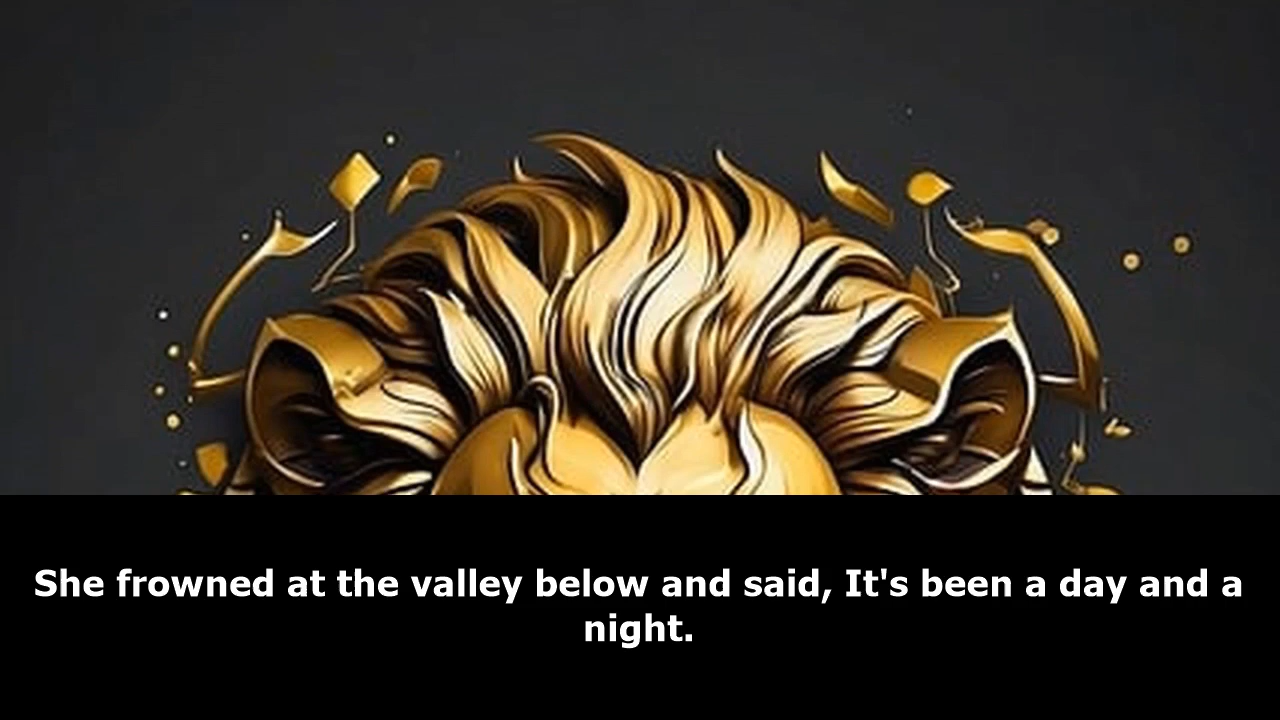 She frowned at the valley below and said, It's been a day and a
night.